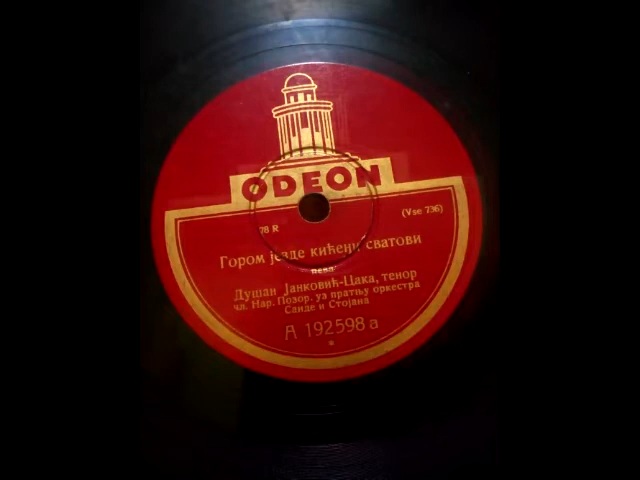 ODEON
78 R
(Vse 736)
Гором језде кићени сватови
пева
Душан Јанковић-Цака, тенор
чл. Нар. Позор. уз пратњу оркестра
Саиде и Стојана
A 192598 a